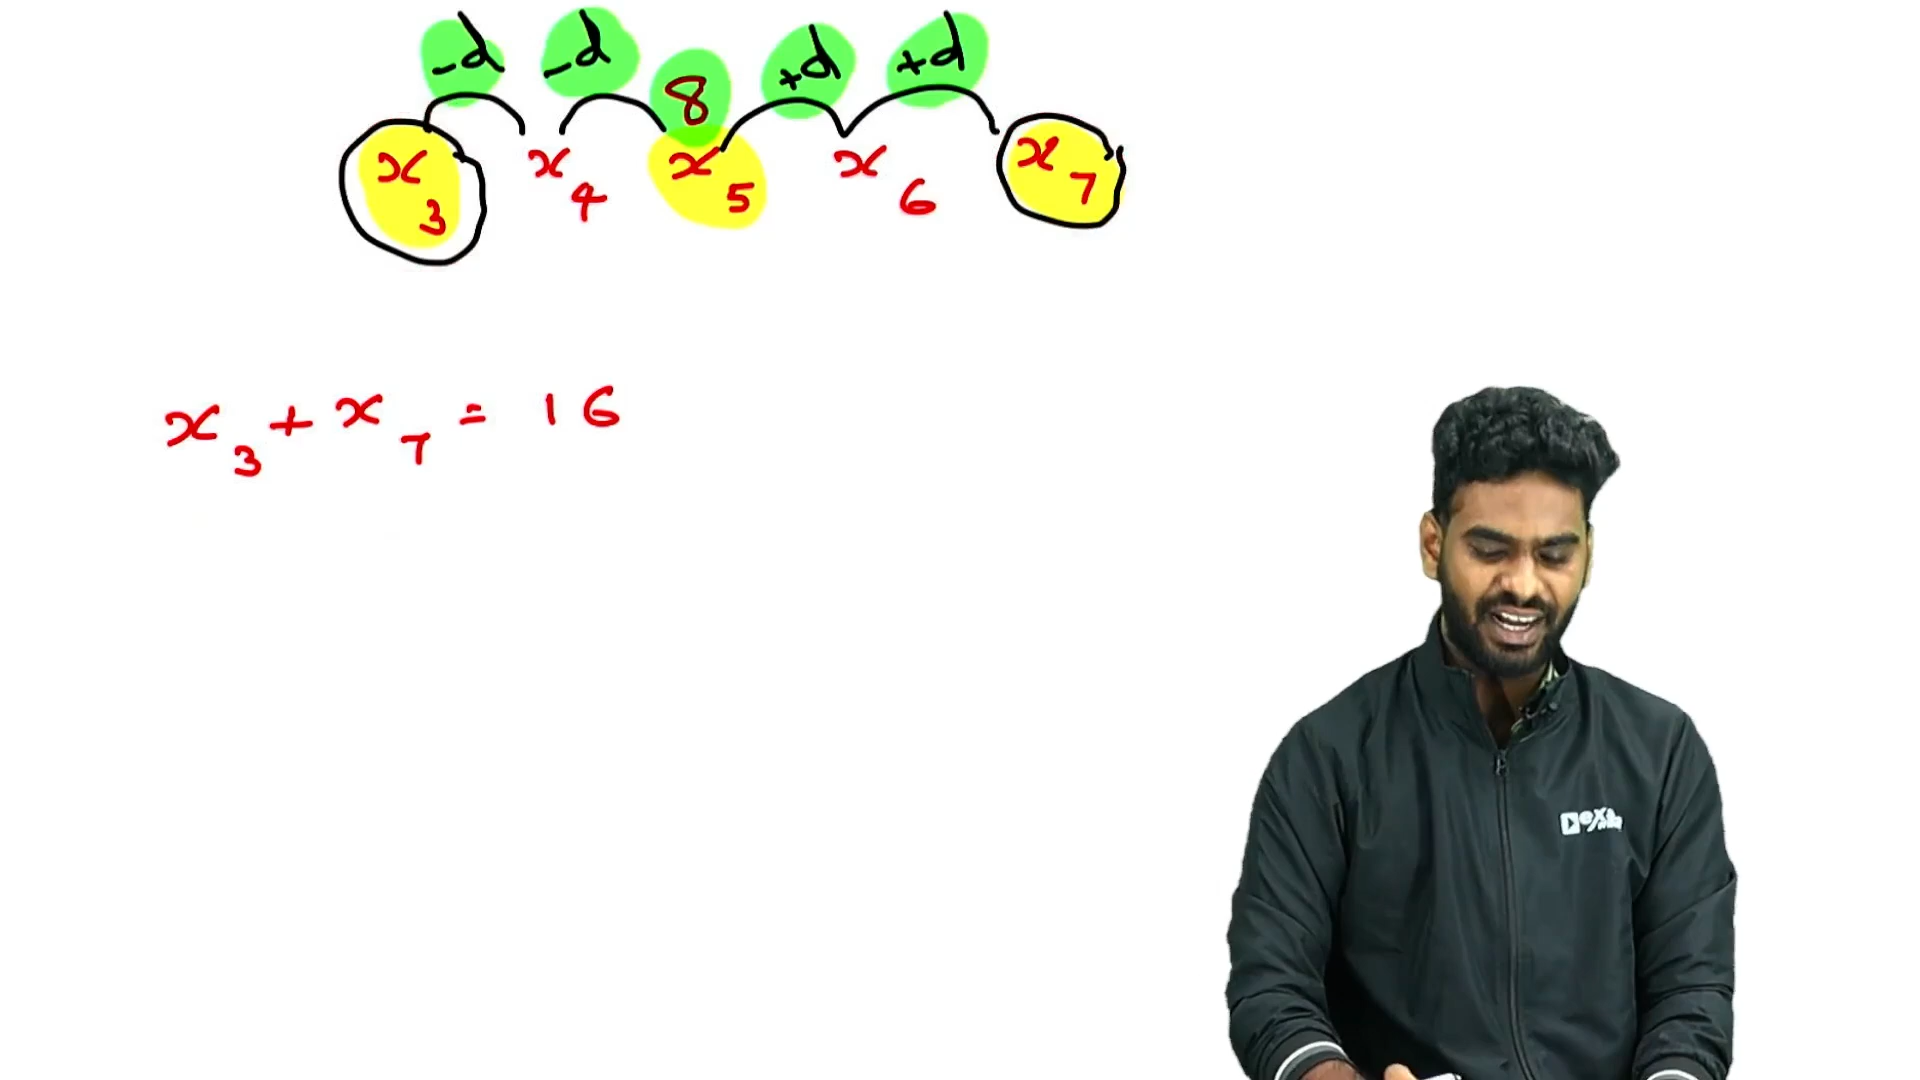 -d -d 8 +d +d
x₃ x₄ x₅ x₆ x₇
x₃ + x₇ = 16